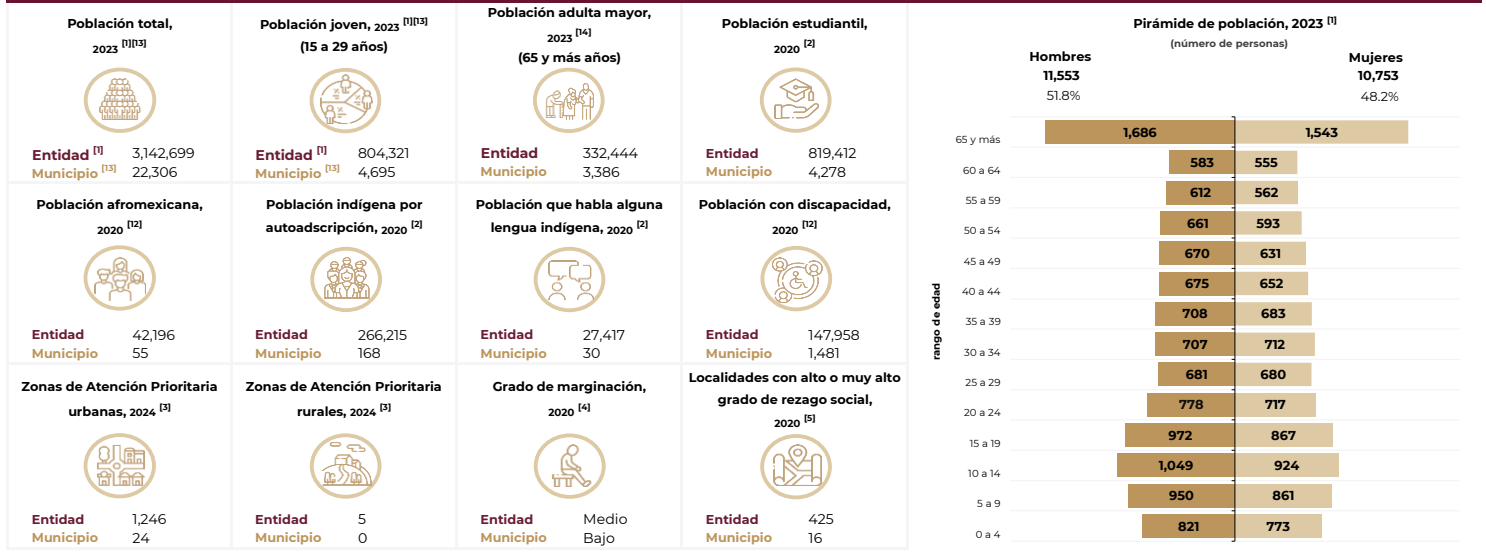 Población total,
2023 [1][13]
Entidad [1] 3,142,699
Municipio [13] 22,306
Población joven, 2023 [1][13]
(15 a 29 años)
Entidad [1] 804,321
Municipio [13] 4,695
Población adulta mayor,
2023 [14]
(65 y más años)
Entidad 332,444
Municipio 3,386
Población estudiantil,
2020 [2]
Entidad 819,412
Municipio 4,278
Población afromexicana,
2020 [12]
Entidad 42,196
Municipio 55
Población indígena por
autoadscripción, 2020 [2]
Entidad 266,215
Municipio 168
Población que habla alguna
lengua indígena, 2020 [2]
Entidad 27,417
Municipio 30
Población con discapacidad,
2020 [12]
Entidad 147,958
Municipio 1,481
Zonas de Atención Prioritaria
urbanas, 2024 [3]
Entidad 1,246
Municipio 24
Zonas de Atención Prioritaria
rurales, 2024 [3]
Entidad 5
Municipio 0
Grado de marginación,
2020 [4]
Entidad Medio
Municipio Bajo
Localidades con alto o muy alto
grado de rezago social,
2020 [5]
Entidad 425
Municipio 16
Pirámide de población, 2023 [1]
(número de personas)
Hombres Mujeres
11,553 10,753
51.8% 48.2%
rango de edad
65 y más 1,686 1,543
60 a 64 583 555
55 a 59 612 562
50 a 54 661 593
45 a 49 670 631
40 a 44 675 652
35 a 39 708 683
30 a 34 707 712
25 a 29 681 680
20 a 24 778 717
15 a 19 972 867
10 a 14 1,049 924
5 a 9 950 861
0 a 4 821 773